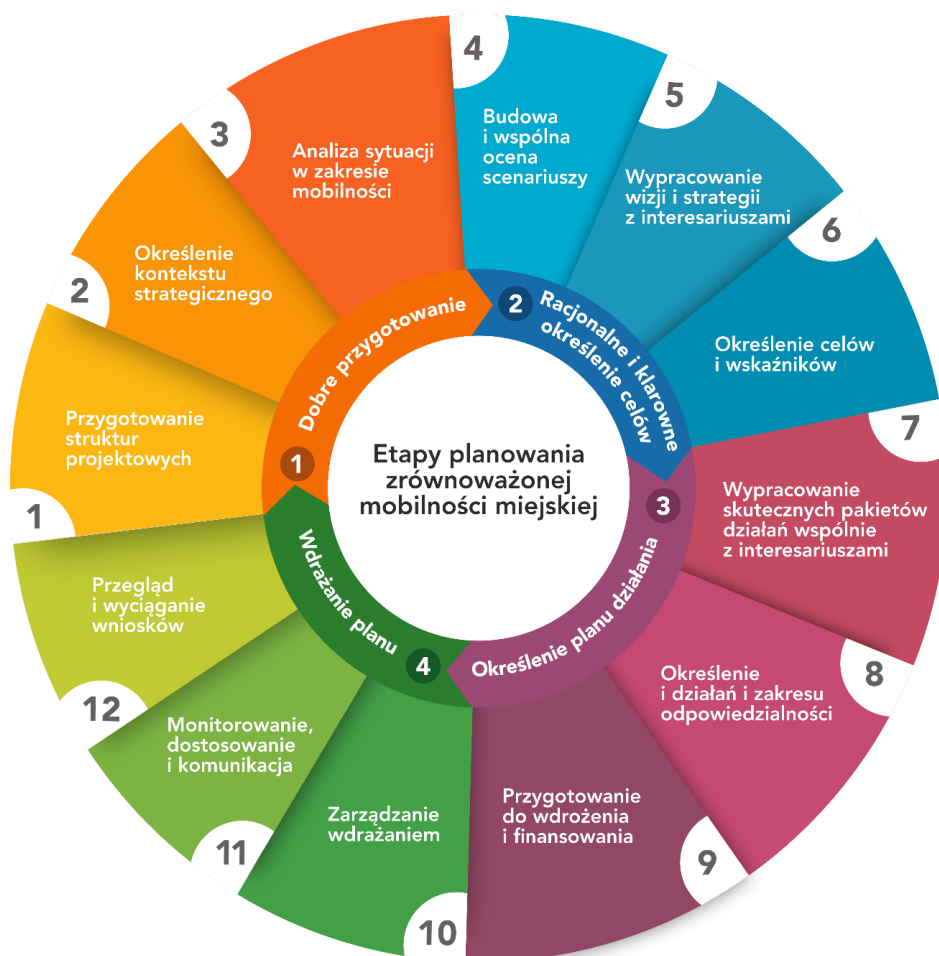 Etapy planowania
zrównoważonej
mobilności miejskiej
1
Dobre przygotowanie
2
Racjonalne i klarowne
określenie celów
3
Określenie planu działania
4
Wdrażanie planu
1
Przygotowanie
struktur
projektowych
2
Określenie
kontekstu
strategicznego
3
Analiza sytuacji
w zakresie
mobilności
4
Budowa
i wspólna
ocena
scenariuszy
5
Wypracowanie
wizji i strategii
z interesariuszami
6
Określenie celów
i wskaźników
7
Wypracowanie
skutecznych pakietów
działań wspólnie
z interesariuszami
8
Określenie
i działań i zakresu
odpowiedzialności
9
Przygotowanie
do wdrożenia
i finansowania
10
Zarządzanie
wdrażaniem
11
Monitorowanie,
dostosowanie
i komunikacja
12
Przegląd
i wyciąganie
wniosków